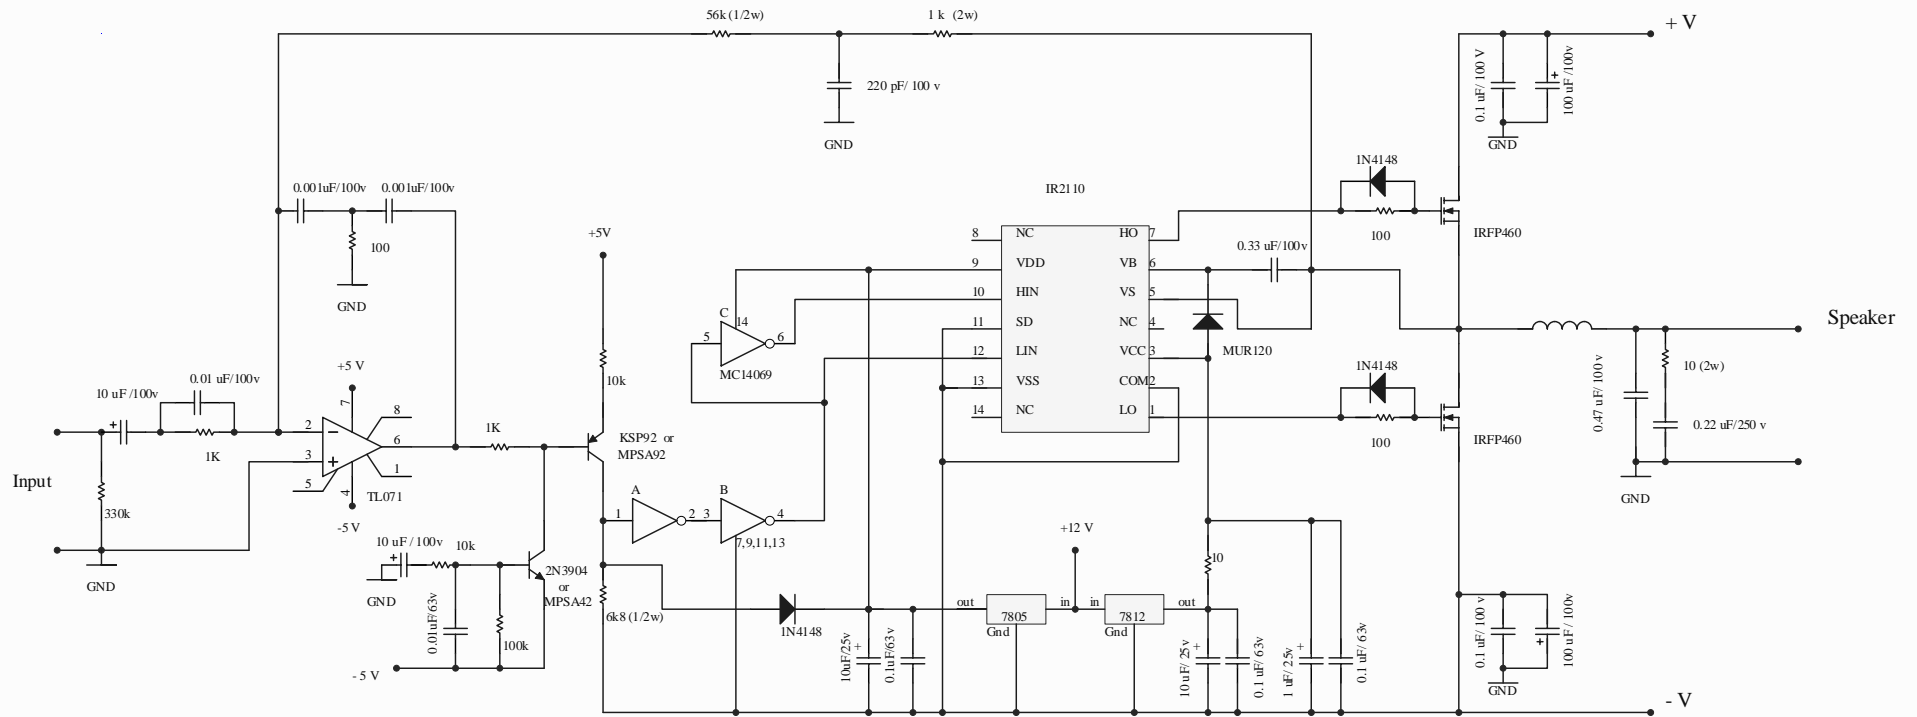 56k (1/2w)
1 k (2w)
+ V
220 pF/ 100 v
GND
0.1 uF/ 100 V
100 uF /100v
+
GND
0.001uF/100v
0.001uF/100v
100
GND
+5V
IR2110
1N4148
100
IRFP460
8 NC HO 7
9 VDD VB 6
10 HIN VS 5
11 SD NC 4
12 LIN VCC 3
13 VSS COM 2
14 NC LO 1
0.33 uF/100v
MUR120
C
14
5
6
MC14069
Speaker
1N4148
100
IRFP460
10 (2w)
0.47 uF/ 100 v
0.22 uF/250 v
GND
+5 V
10 uF /100v
0.01 uF/100v
+
1K
Input
330k
GND
7
2
8
3
6
5
1
4
TL071
-5 V
1K
10k
KSP92 or
MPSA92
A
1
2
B
3
4
7,9,11,13
10 uF / 100v
+
10k
GND
2N3904
or
MPSA42
0.01uF/63v
100k
- 5 V
6k8 (1/2w)
1N4148
10uF/25v
+
0.1uF/63v
+12 V
out
7805
in
Gnd
in
7812
out
Gnd
10
10 uF/ 25v
+
0.1 uF/ 63v
1 uF/ 25v
+
0.1 uF/ 63v
0.1 uF/ 100 v
100 uF / 100v
+
GND
- V